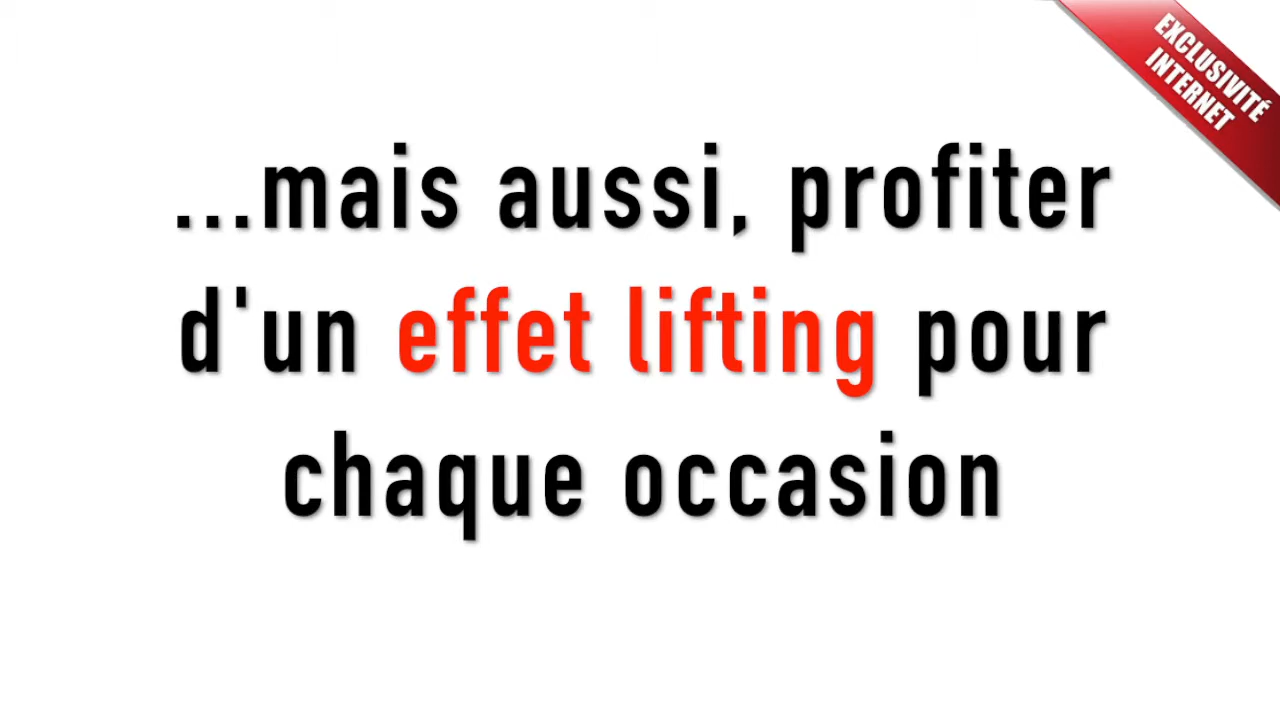 EXCLUSIVITÉ
INTERNET
...mais aussi, profiter
d'un effet lifting pour
chaque occasion